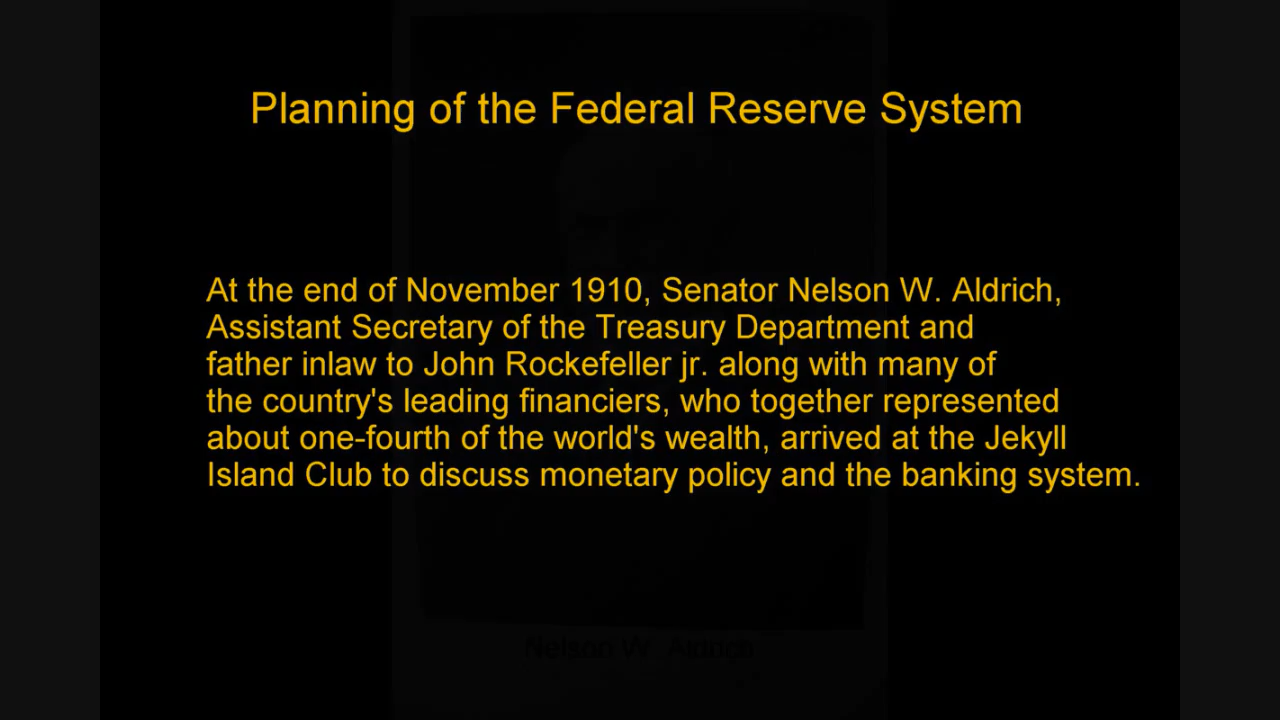 Planning of the Federal Reserve System
At the end of November 1910, Senator Nelson W. Aldrich,
Assistant Secretary of the Treasury Department and
father inlaw to John Rockefeller jr. along with many of
the country's leading financiers, who together represented
about one-fourth of the world's wealth, arrived at the Jekyll
Island Club to discuss monetary policy and the banking system.
Nelson W. Aldrich